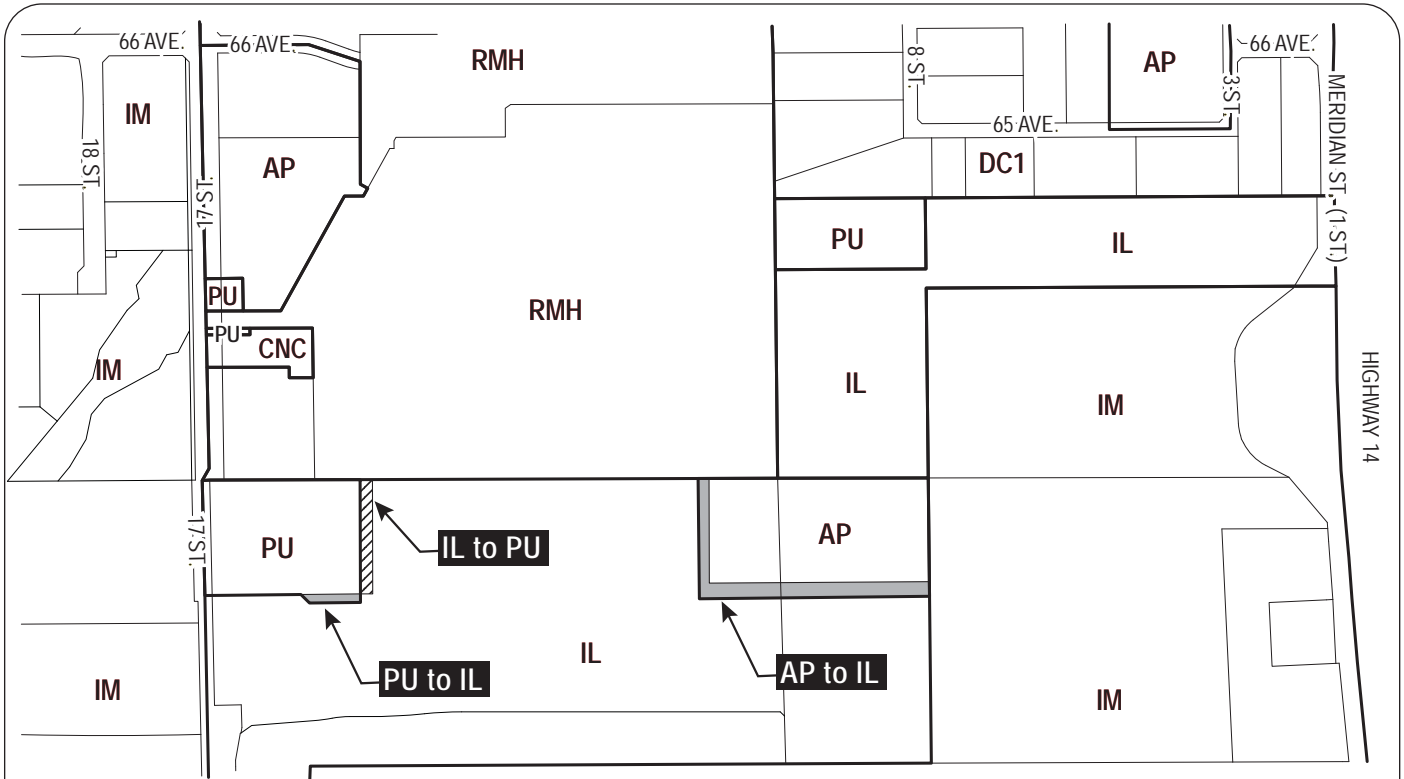 66 AVE.
66 AVE.
RMH
8 ST.
AP
3 ST.
66 AVE.
MERIDIAN ST. (1 ST.)
IM
18 ST.
AP
17 ST.
65 AVE.
DC1
PU
IL
PU
RMH
PU
CNC
IM
IL
IM
HIGHWAY 14
17 ST.
PU
IL to PU
AP
IL
PU to IL
AP to IL
IM
IM